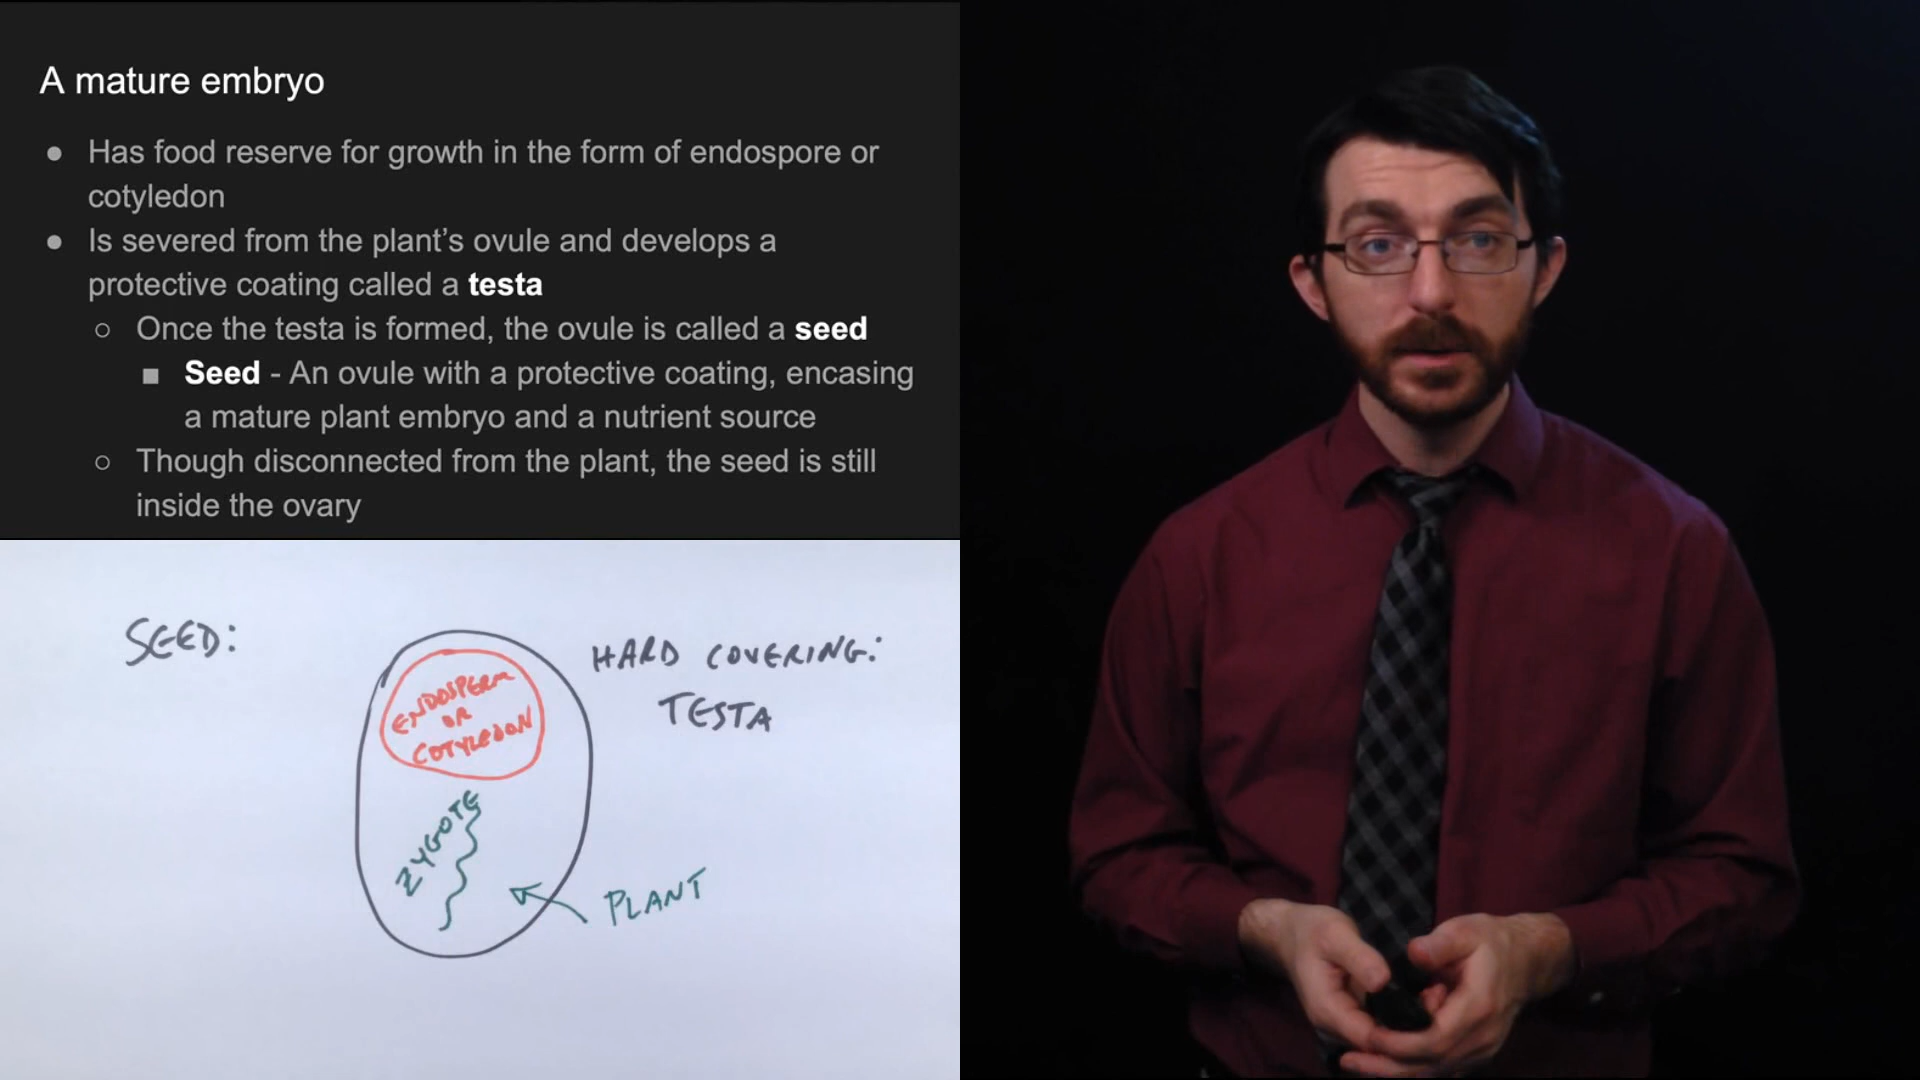 A mature embryo
● Has food reserve for growth in the form of endospore or
cotyledon
● Is severed from the plant’s ovule and develops a
protective coating called a testa
○ Once the testa is formed, the ovule is called a seed
■ Seed - An ovule with a protective coating, encasing
a mature plant embryo and a nutrient source
○ Though disconnected from the plant, the seed is still
inside the ovary
SEED:
ENDOSPERM
OR
COTYLEDON
ZYGOTE
HARD COVERING:
TESTA
PLANT